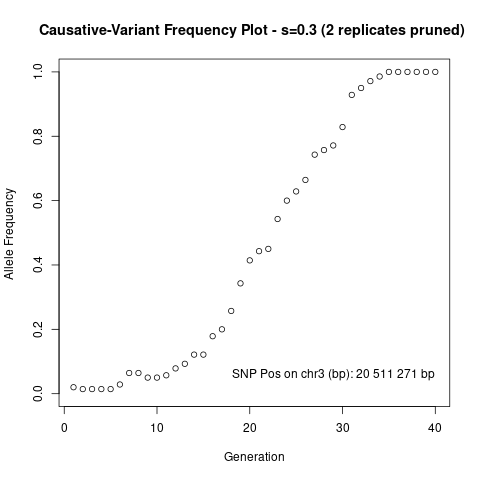 Causative-Variant Frequency Plot - s=0.3 (2 replicates pruned)
1.0
0.8
0.6
0.4
0.2
0.0
Allele Frequency
SNP Pos on chr3 (bp): 20 511 271 bp
0 10 20 30 40
Generation